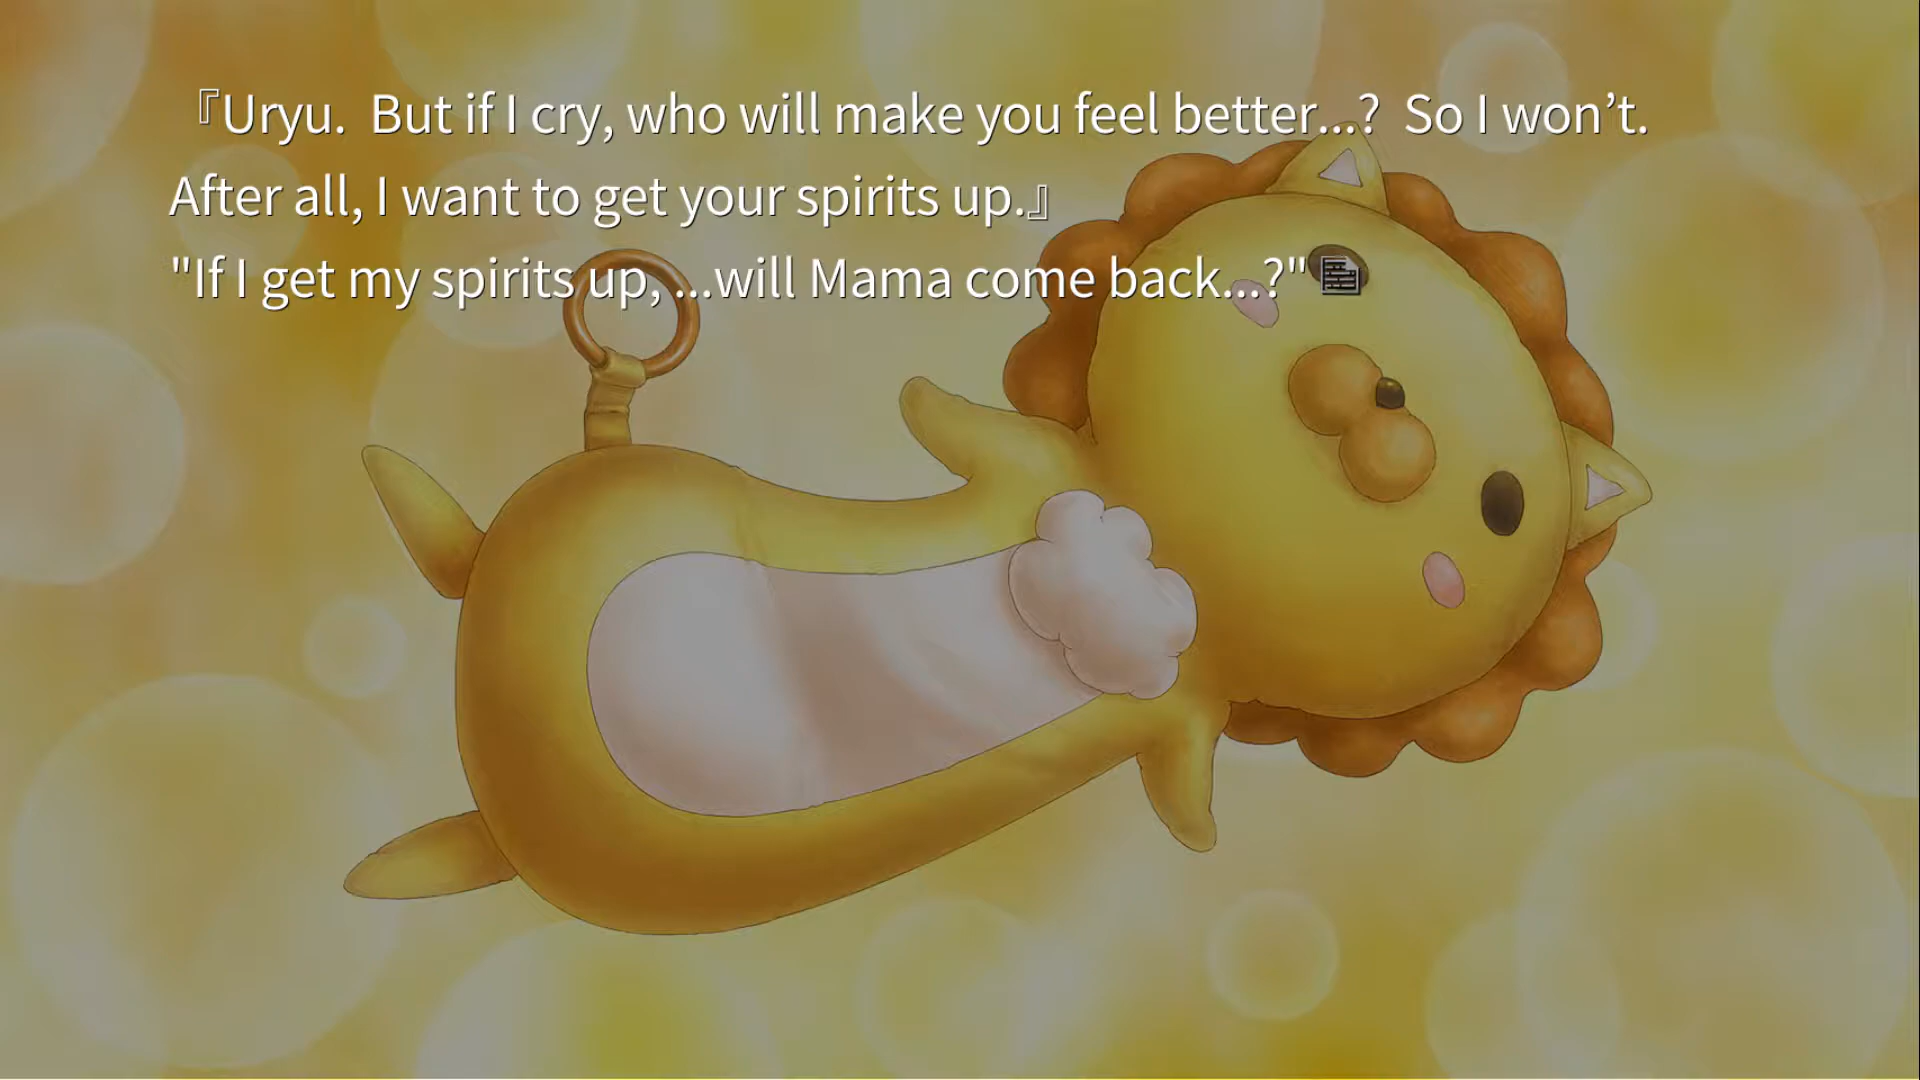 『Uryu.  But if I cry, who will make you feel better...?  So I won’t.
After all, I want to get your spirits up.』
"If I get my spirits up, ...will Mama come back...?"